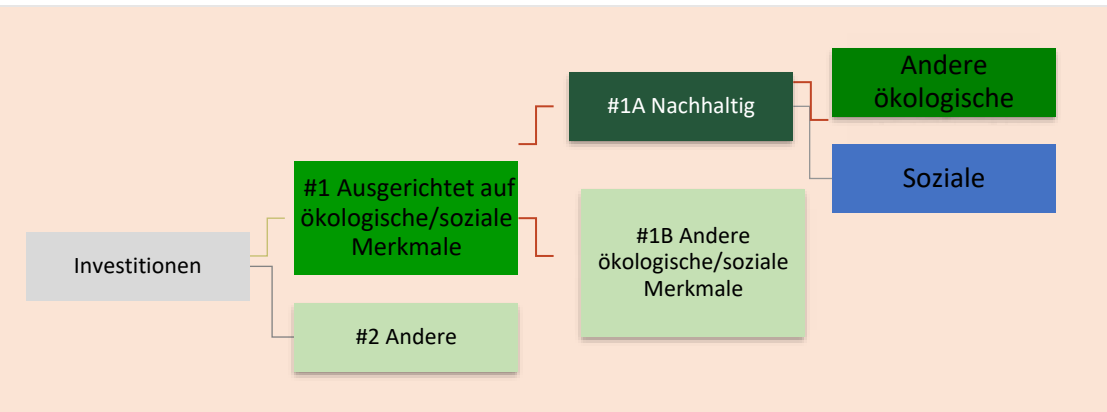 Investitionen
#1 Ausgerichtet auf
ökologische/soziale
Merkmale
#2 Andere
#1A Nachhaltig
#1B Andere
ökologische/soziale
Merkmale
Andere
ökologische
Soziale